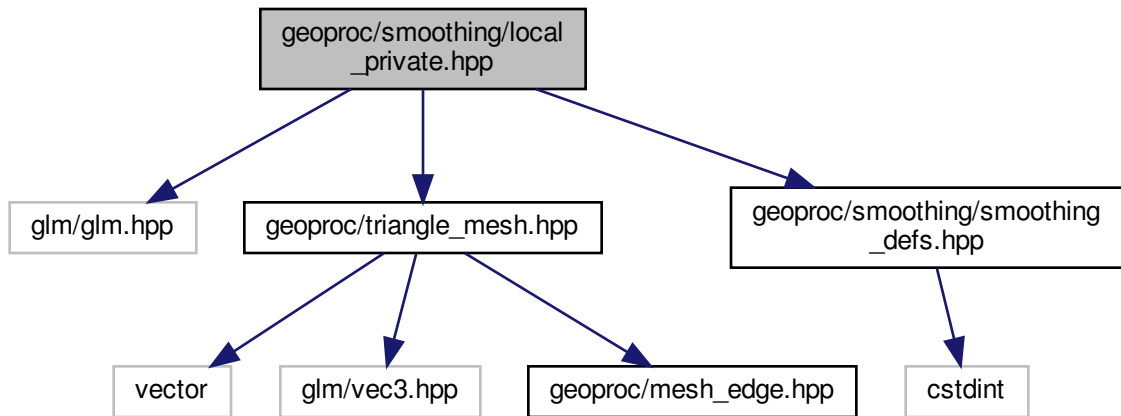 geoproc/smoothing/local
_private.hpp
glm/glm.hpp
geoproc/triangle_mesh.hpp
geoproc/smoothing/smoothing
_defs.hpp
vector
glm/vec3.hpp
geoproc/mesh_edge.hpp
cstdint